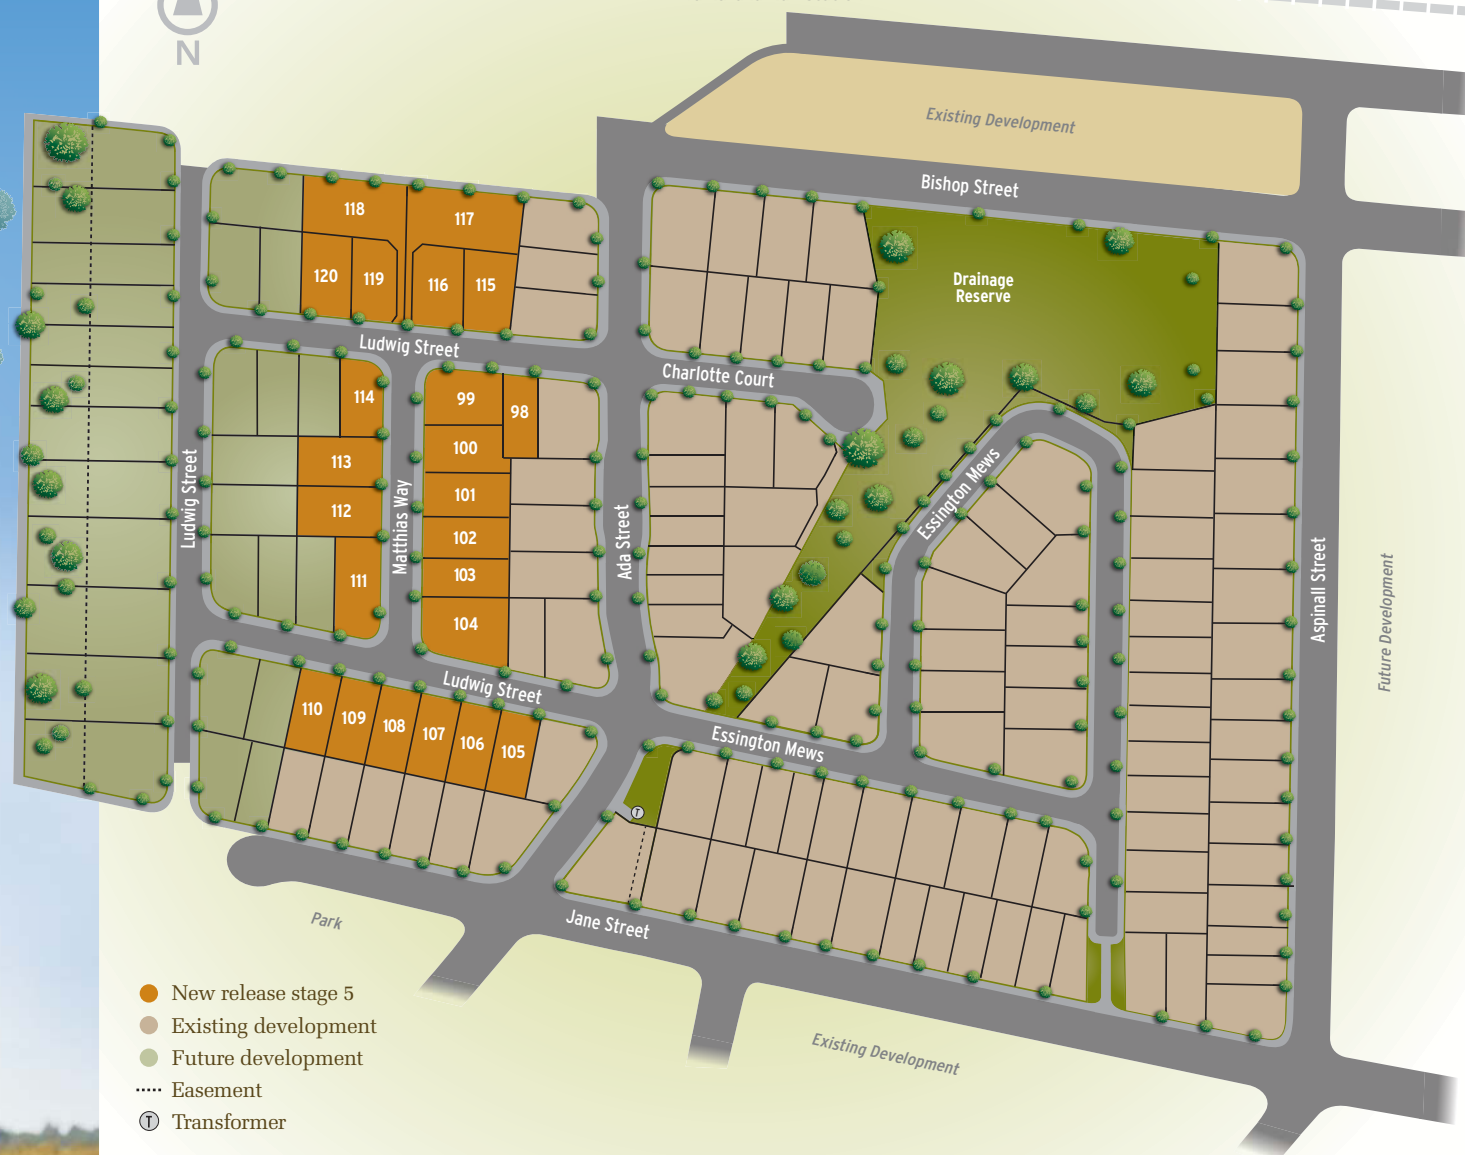 N
Existing Development
Bishop Street
118
117
120
119
116
115
Drainage
Reserve
Ludwig Street
Charlotte Court
114
99
98
113
100
112
101
102
111
103
104
Ludwig Street
Matthias Way
Ada Street
Essington Mews
Aspinall Street
Future Development
Ludwig Street
110
109
108
107
106
105
Essington Mews
T
Jane Street
Park
Existing Development
New release stage 5
Existing development
Future development
Easement
T Transformer